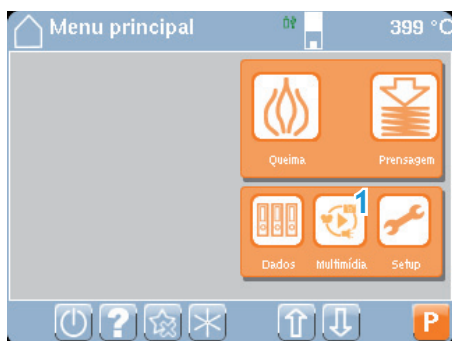 Menu principal
399 °C
Queima
Prensagem
1
Dados
Multimídia
Setup
?
P